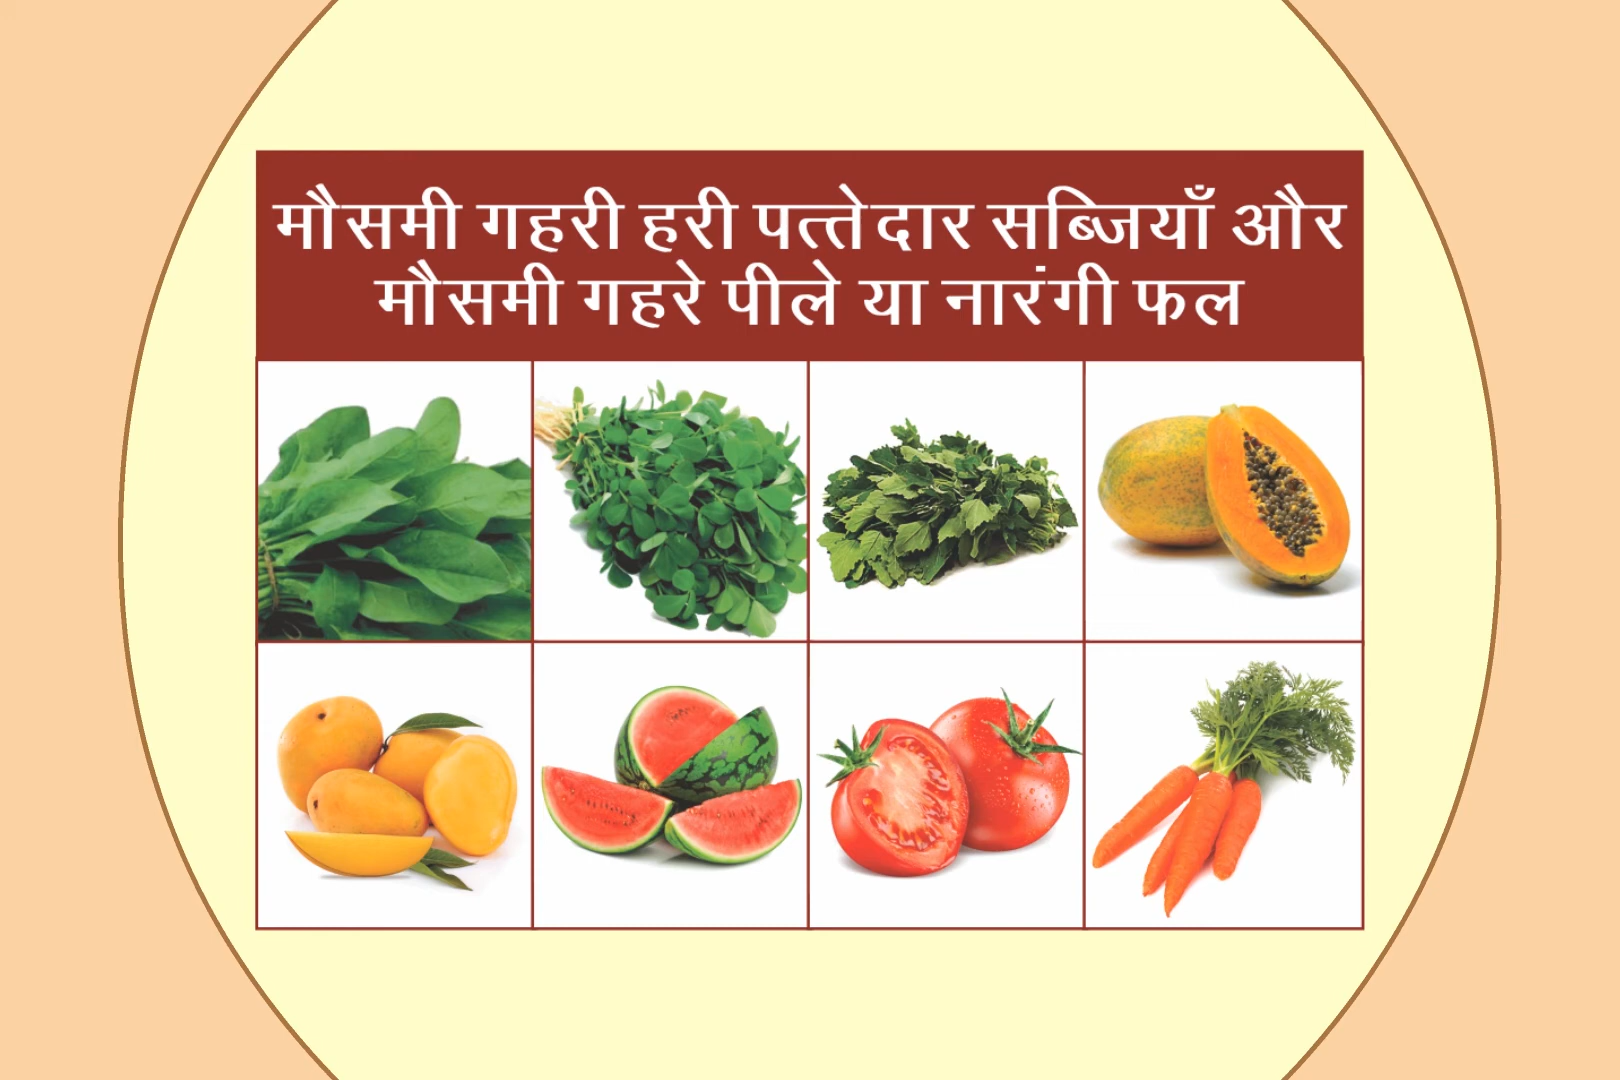 मौसमी गहरी हरी पत्तेदार सब्जियाँ और
मौसमी गहरे पीले या नारंगी फल